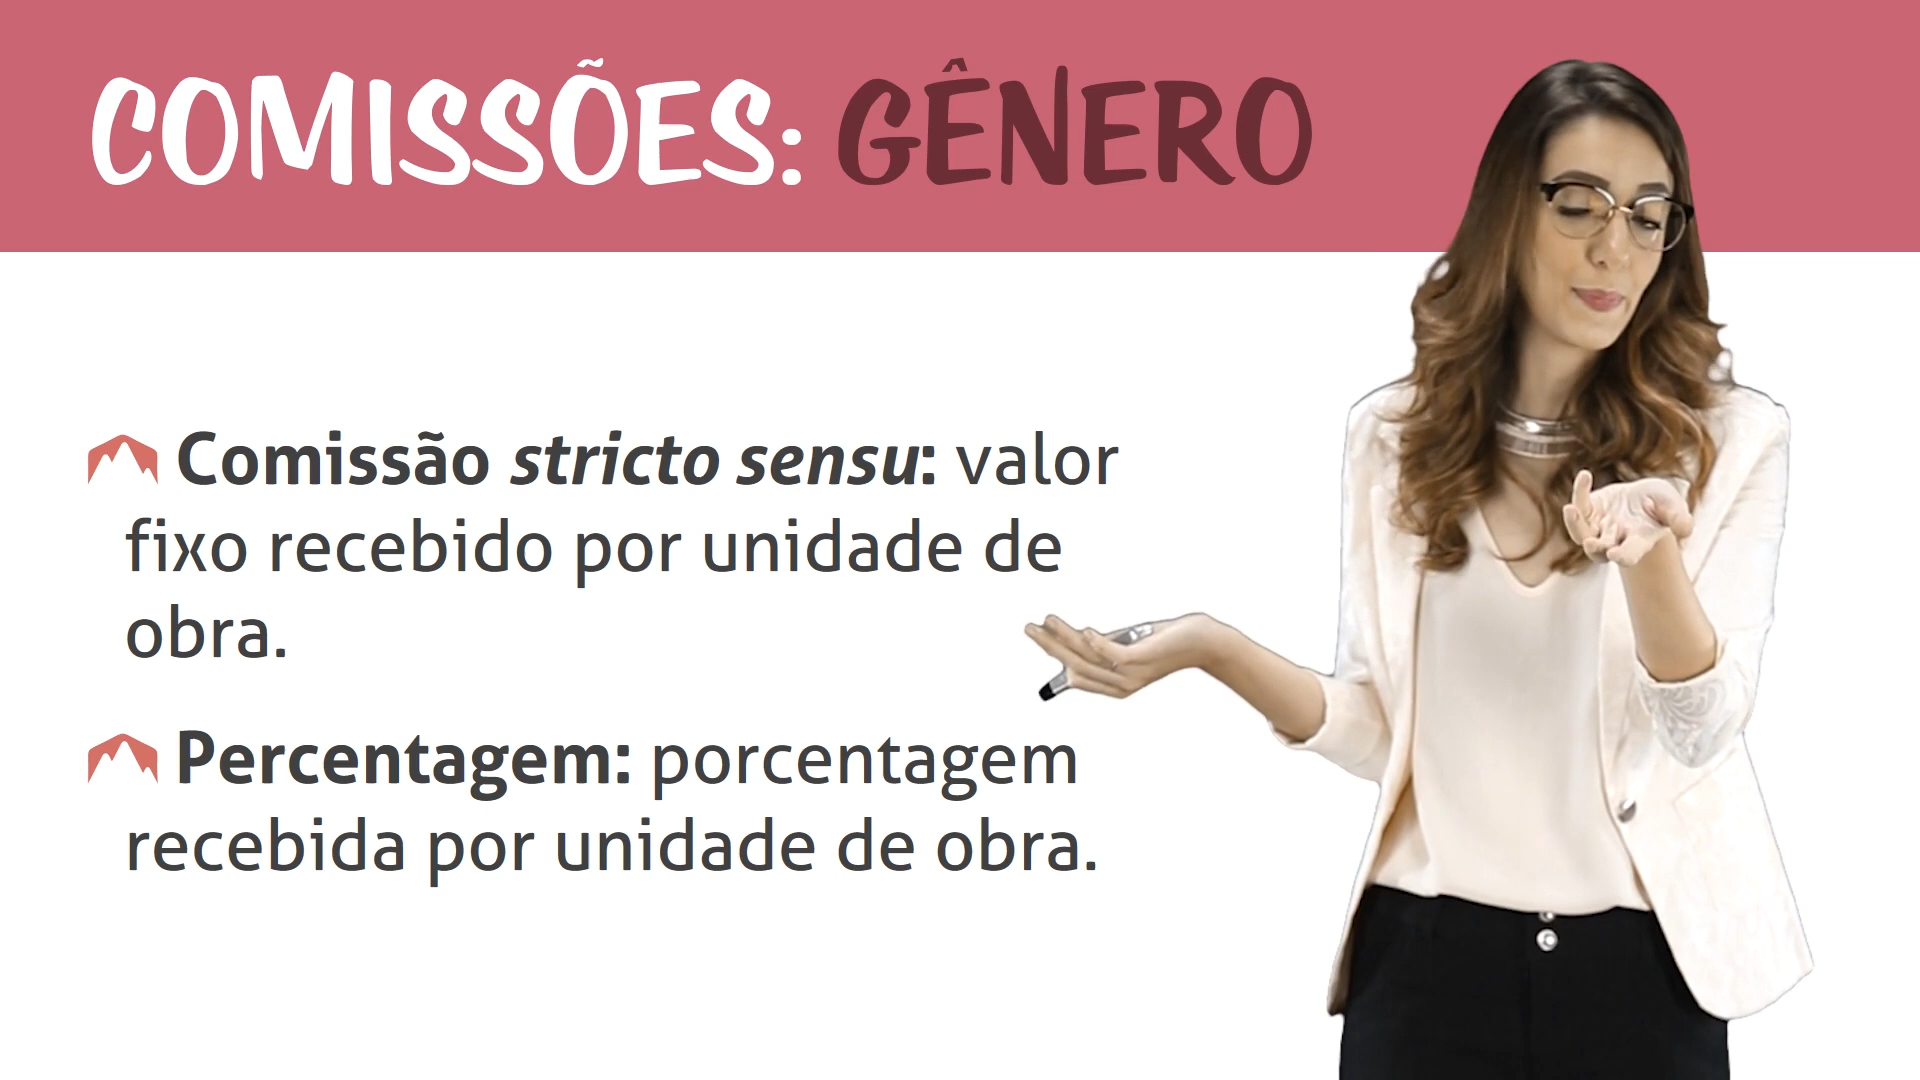 COMISSÕES: GÊNERO
Comissão stricto sensu: valor
fixo recebido por unidade de
obra.
Percentagem: porcentagem
recebida por unidade de obra.